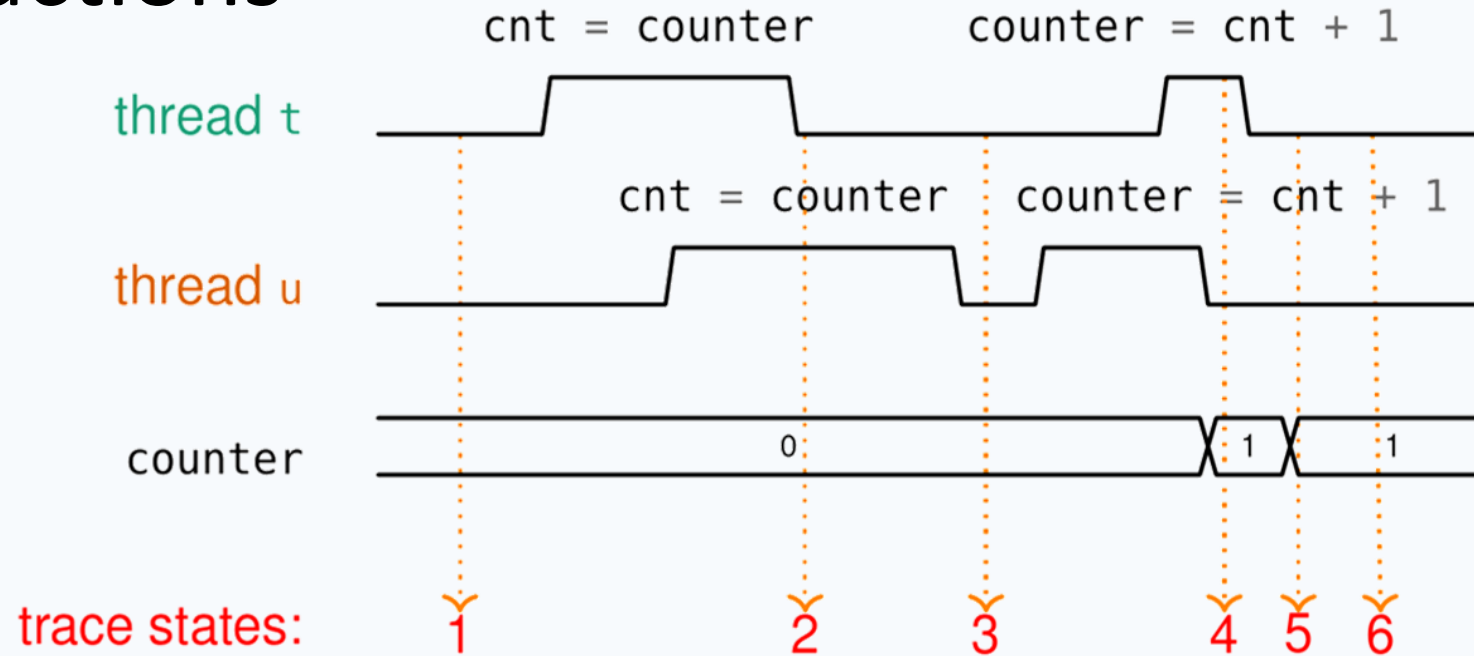 cnt = counter counter = cnt + 1
thread t
cnt = counter counter = cnt + 1
thread u
0 1 1
counter
trace states: 1 2 3 4 5 6